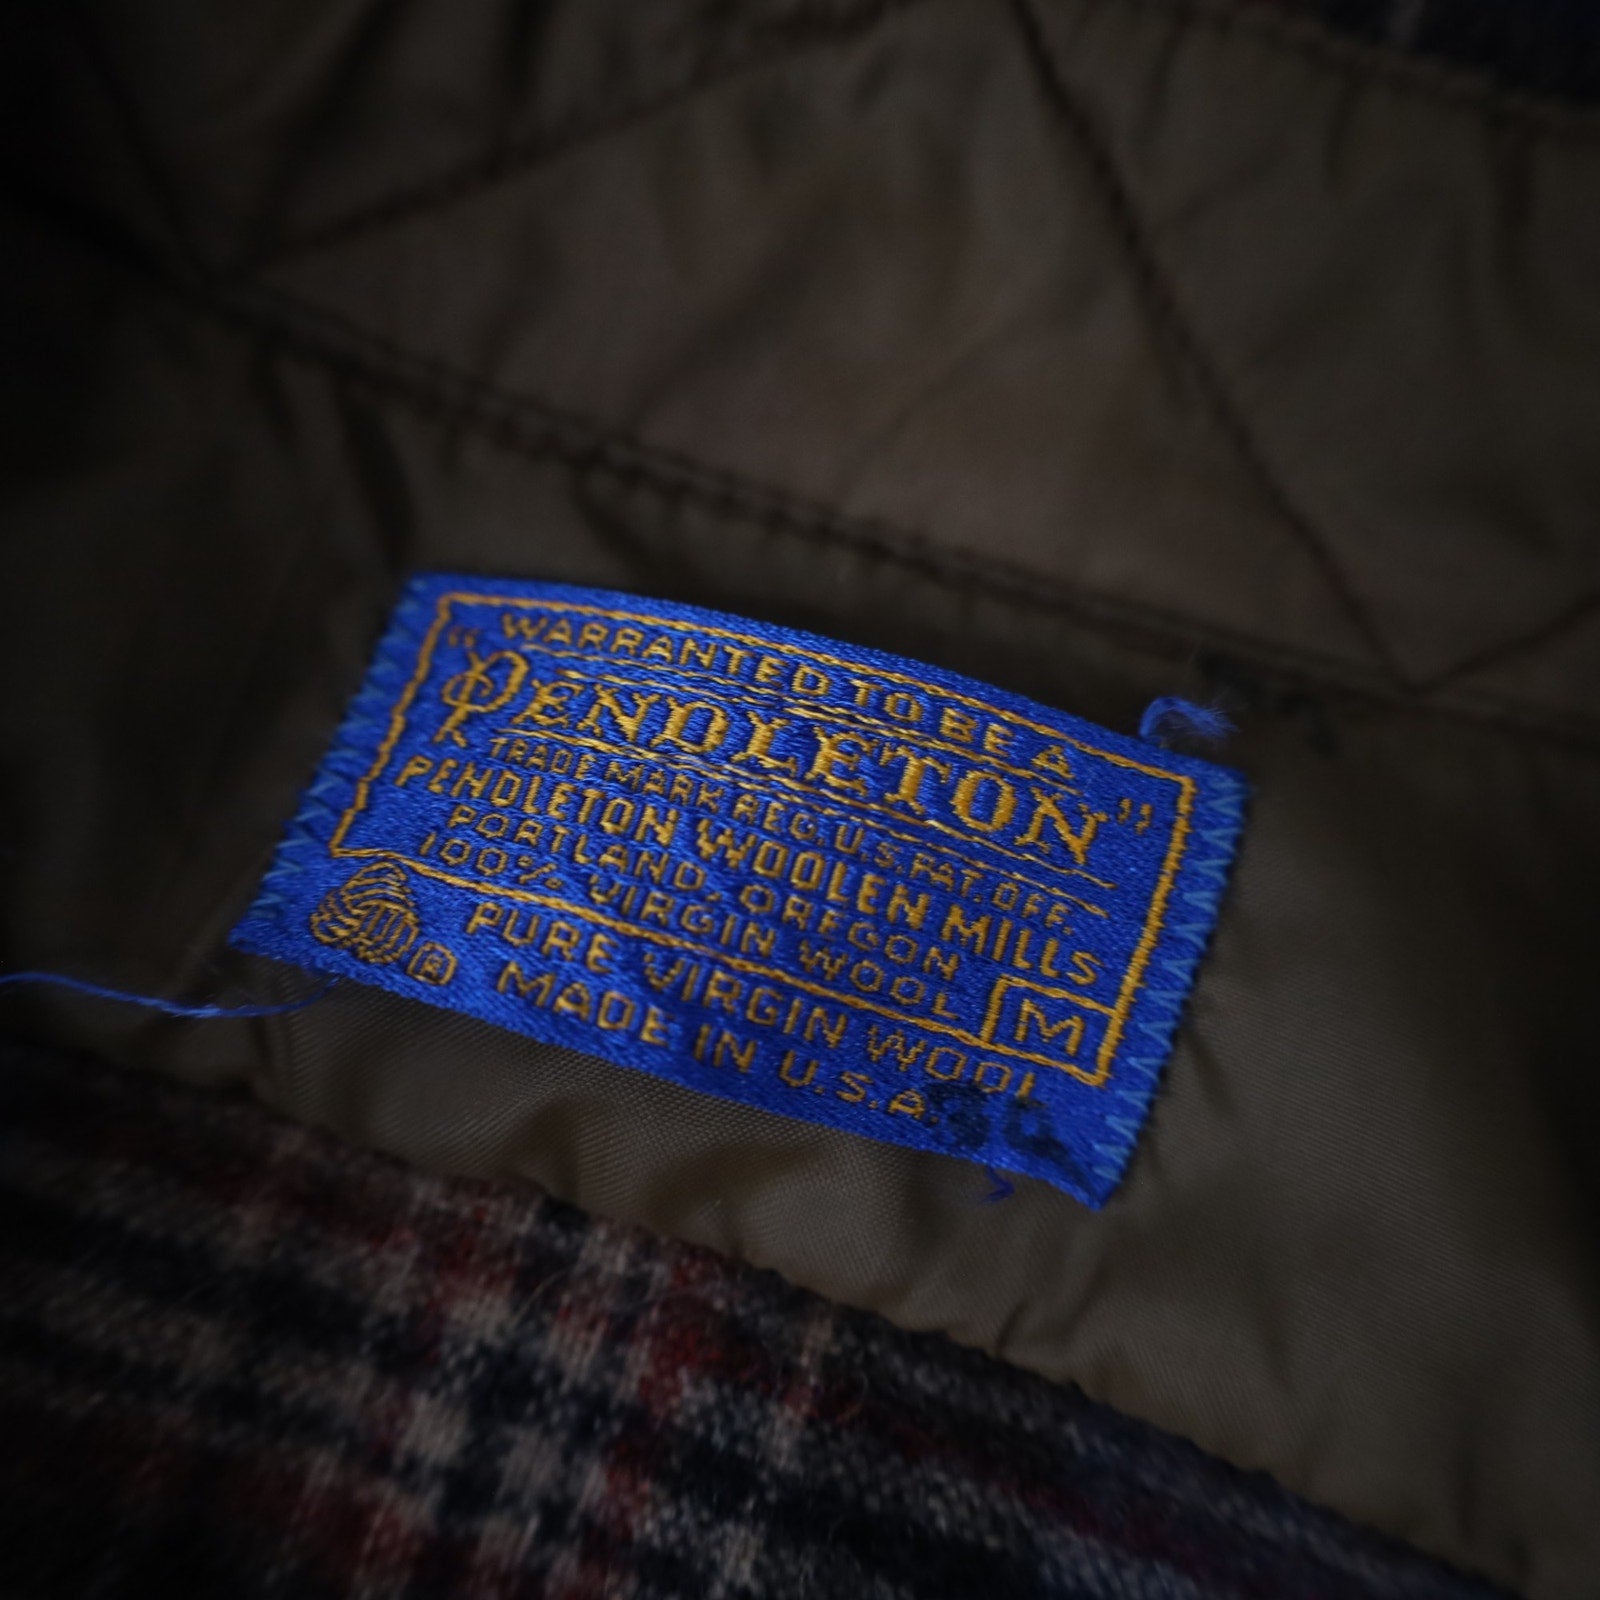 WARRANTED TO BE A
"PENDLETON"
TRADE MARK REG. U.S. PAT. OFF.
PENDLETON WOOLEN MILLS
PORTLAND, OREGON
100% VIRGIN WOOL
M
PURE VIRGIN WOOL
® MADE IN U.S.A.